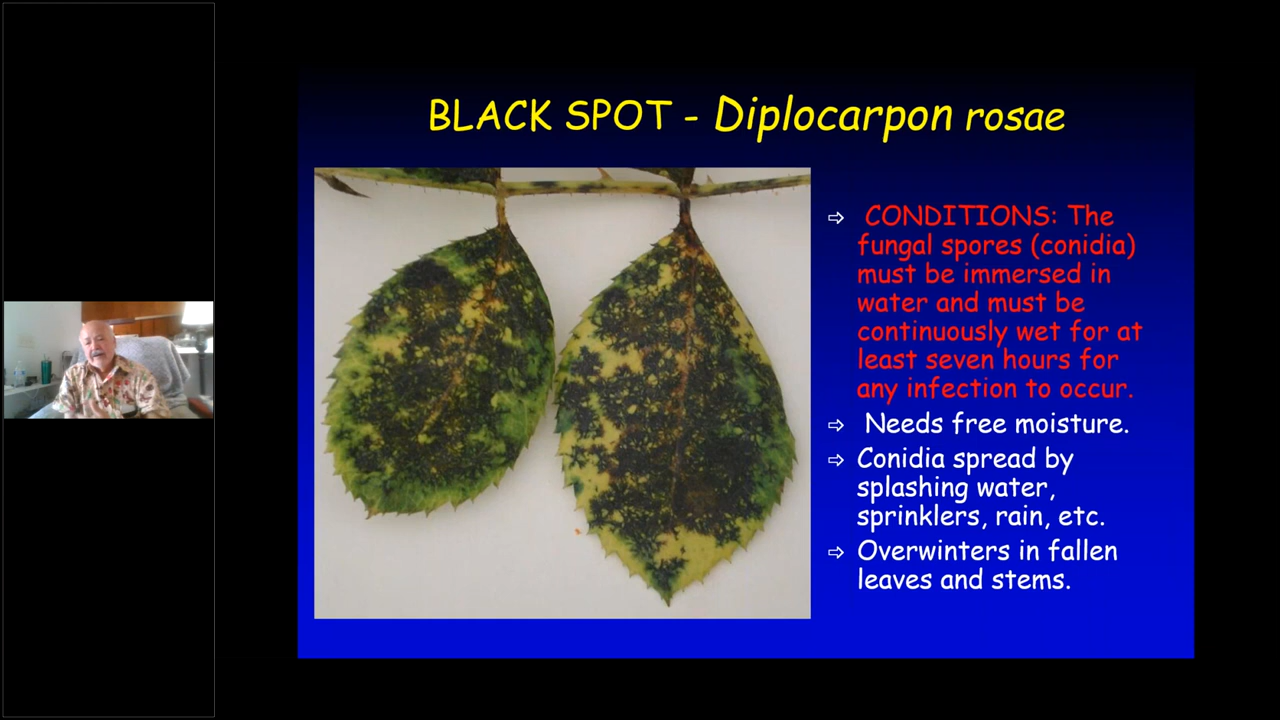 BLACK SPOT - Diplocarpon rosae
⇨ CONDITIONS: The
fungal spores (conidia)
must be immersed in
water and must be
continuously wet for at
least seven hours for
any infection to occur.
⇨ Needs free moisture.
⇨ Conidia spread by
splashing water,
sprinklers, rain, etc.
⇨ Overwinters in fallen
leaves and stems.